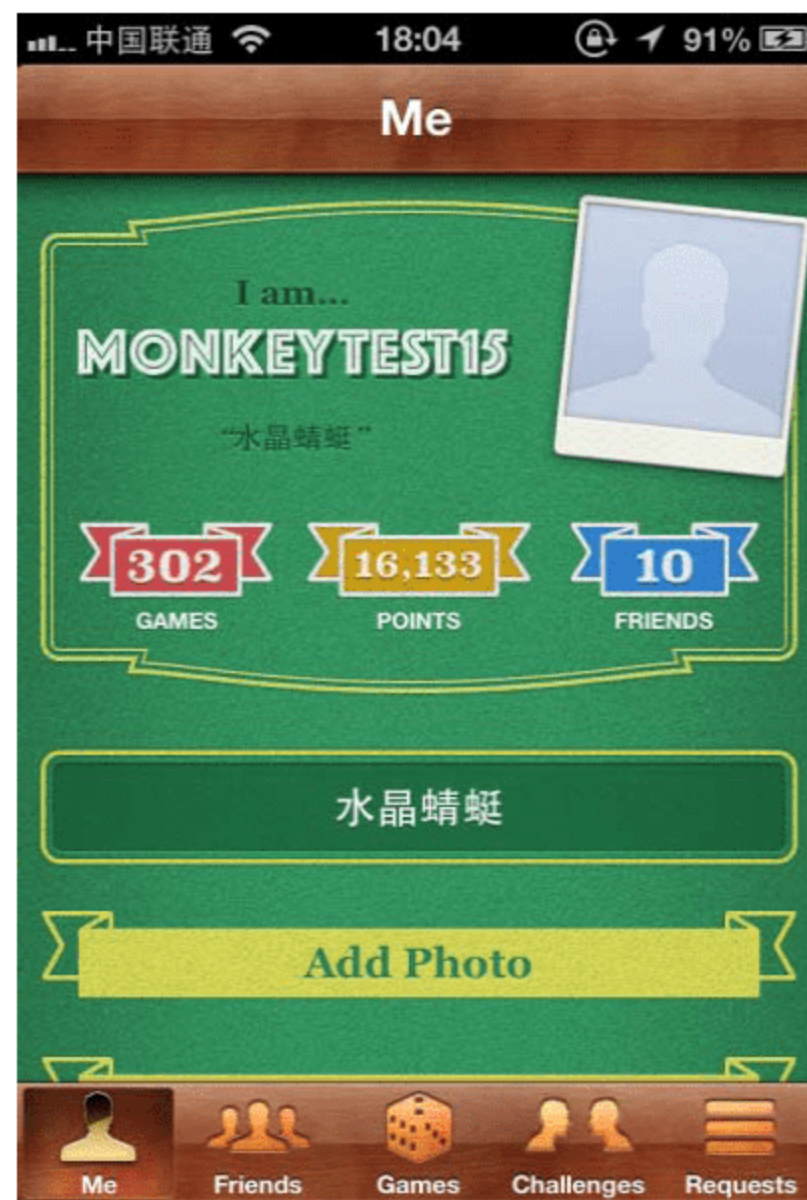 中国联通 18:04 91%
Me
I am...
MONKEYTEST15
“水晶蜻蜓”
302 16,133 10
GAMES POINTS FRIENDS
水晶蜻蜓
Add Photo
Me Friends Games Challenges Requests